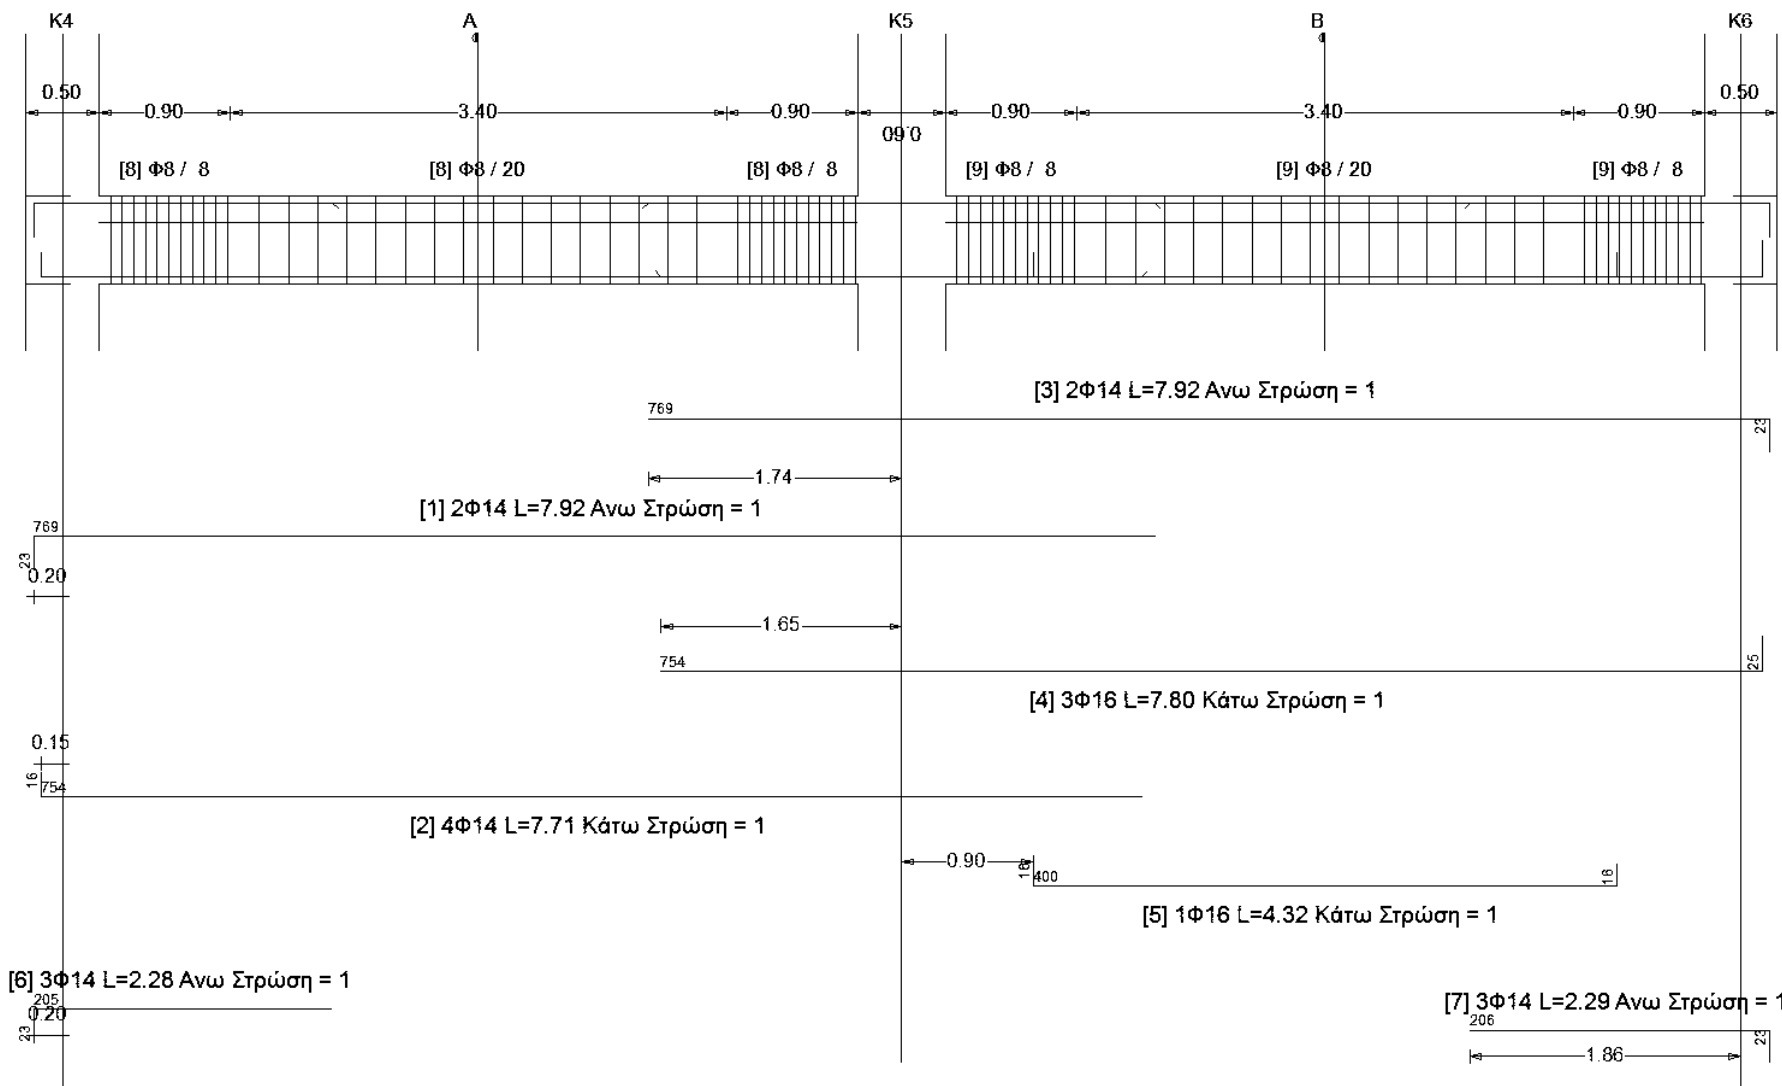 K4 A K5 B K6
0.50 0.90 3.40 0.90 0.60 0.90 3.40 0.90 0.50
[8] Φ8 / 8 [8] Φ8 / 20 [8] Φ8 / 8 [9] Φ8 / 8 [9] Φ8 / 20 [9] Φ8 / 8
[3] 2Φ14 L=7.92 Ανω Στρώση = 1
769 23
1.74
[1] 2Φ14 L=7.92 Ανω Στρώση = 1
769
23
0.20
1.65
754 25
[4] 3Φ16 L=7.80 Κάτω Στρώση = 1
0.15
16 754
[2] 4Φ14 L=7.71 Κάτω Στρώση = 1
0.90
16 400 16
[5] 1Φ16 L=4.32 Κάτω Στρώση = 1
[6] 3Φ14 L=2.28 Ανω Στρώση = 1
205
0.20
23
[7] 3Φ14 L=2.29 Ανω Στρώση = 1
206 23
1.86